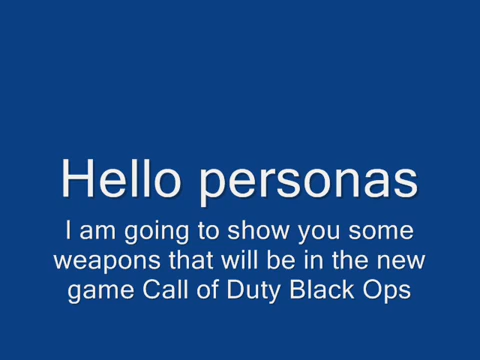 Hello personas
I am going to show you some
weapons that will be in the new
game Call of Duty Black Ops